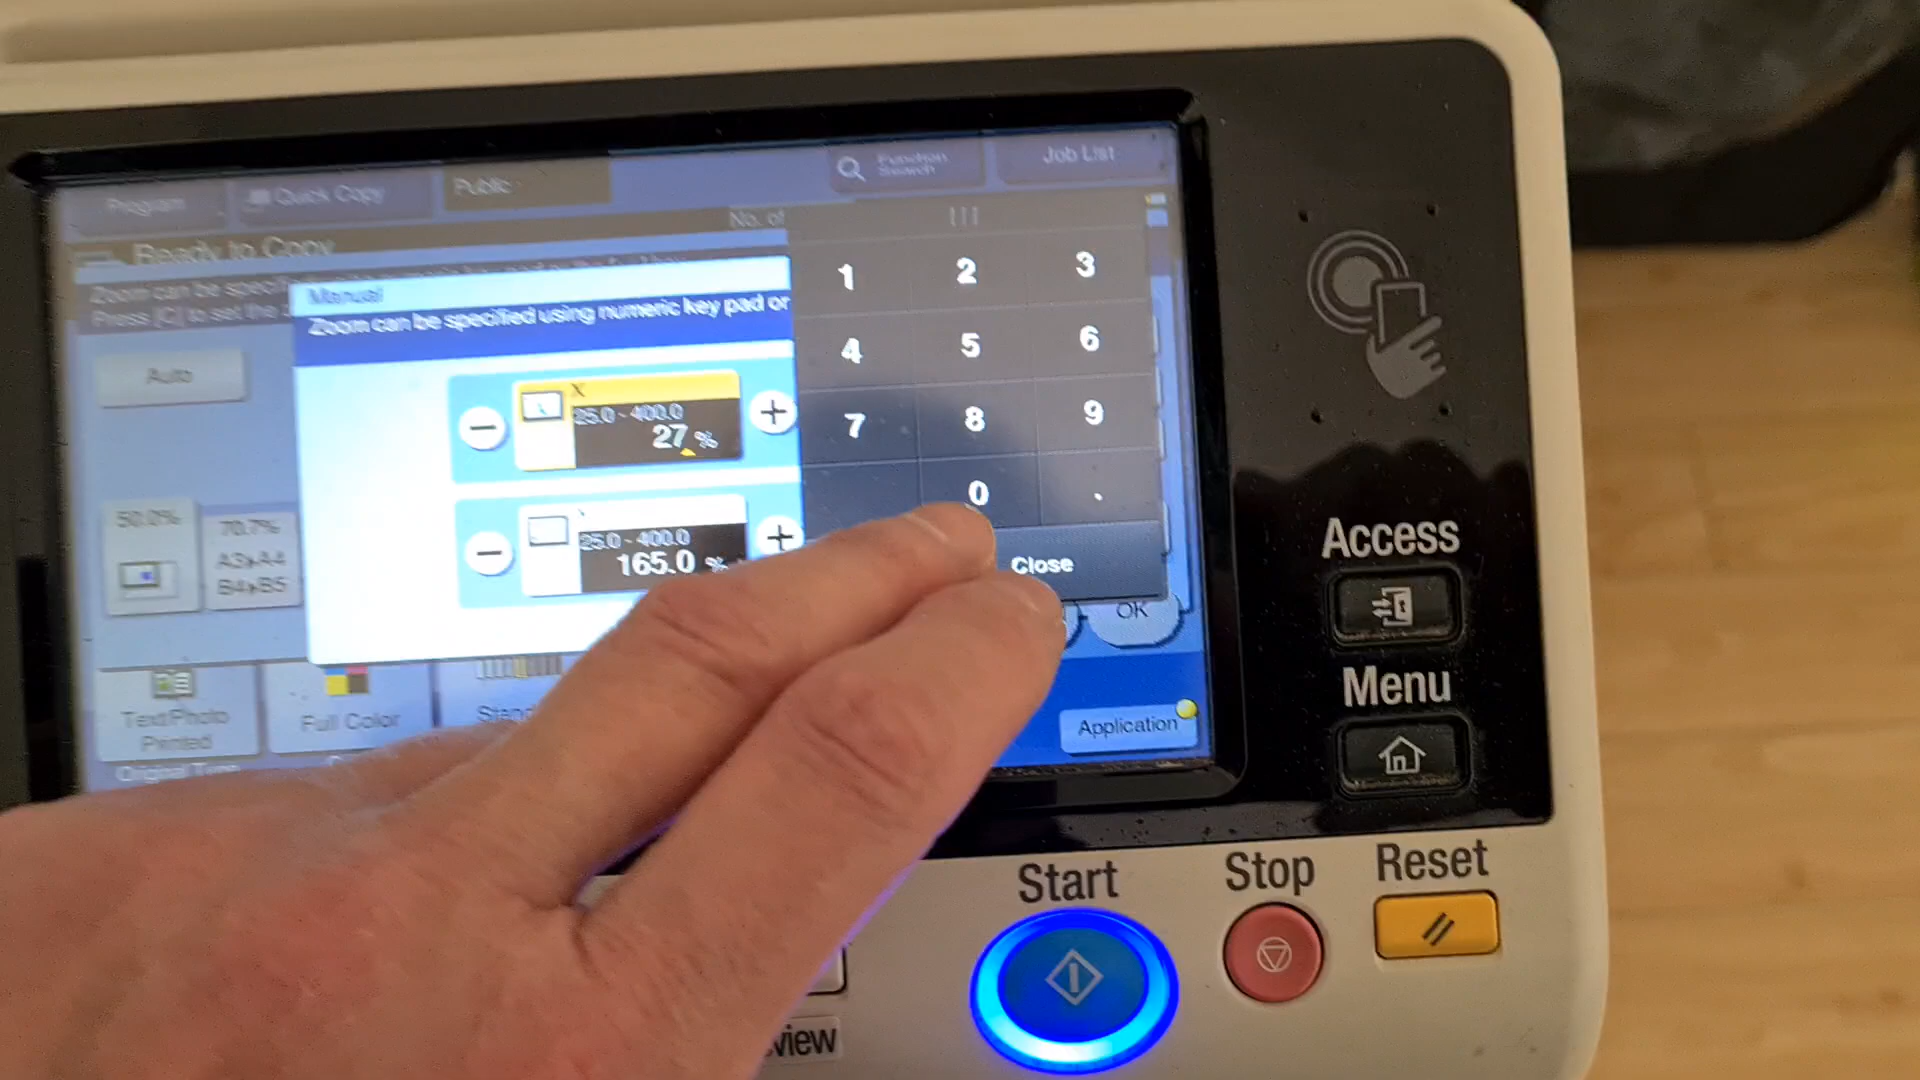 Program
Quick Copy
Public
Function
Search
Job List
Ready to Copy
No. of
Zoom can be specifi
Press [C] to set the
Manual
Zoom can be specified using numeric key pad or
Auto
X
25.0 - 400.0
27 %
25.0 - 400.0
165.0 %
1 2 3
4 5 6
7 8 9
0 .
Close
OK
50.0%
70.7%
A3▸A4
B4▸B5
Text/Photo
Printed
Full Color
Stand
Original Type
Application
Access
Menu
Start
Stop
Reset
view